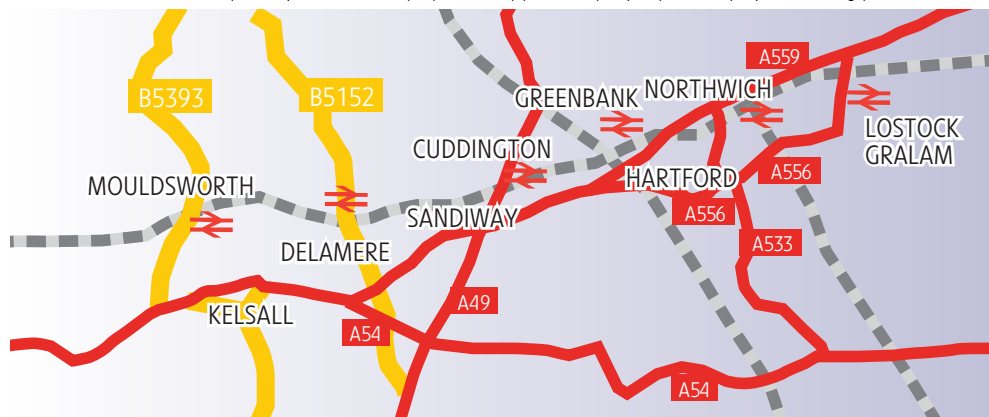 A559
B5393
B5152
GREENBANK
NORTHWICH
LOSTOCK
GRALAM
CUDDINGTON
MOULDSWORTH
HARTFORD
A556
SANDIWAY
A556
A533
DELAMERE
A49
KELSALL
A54
A54